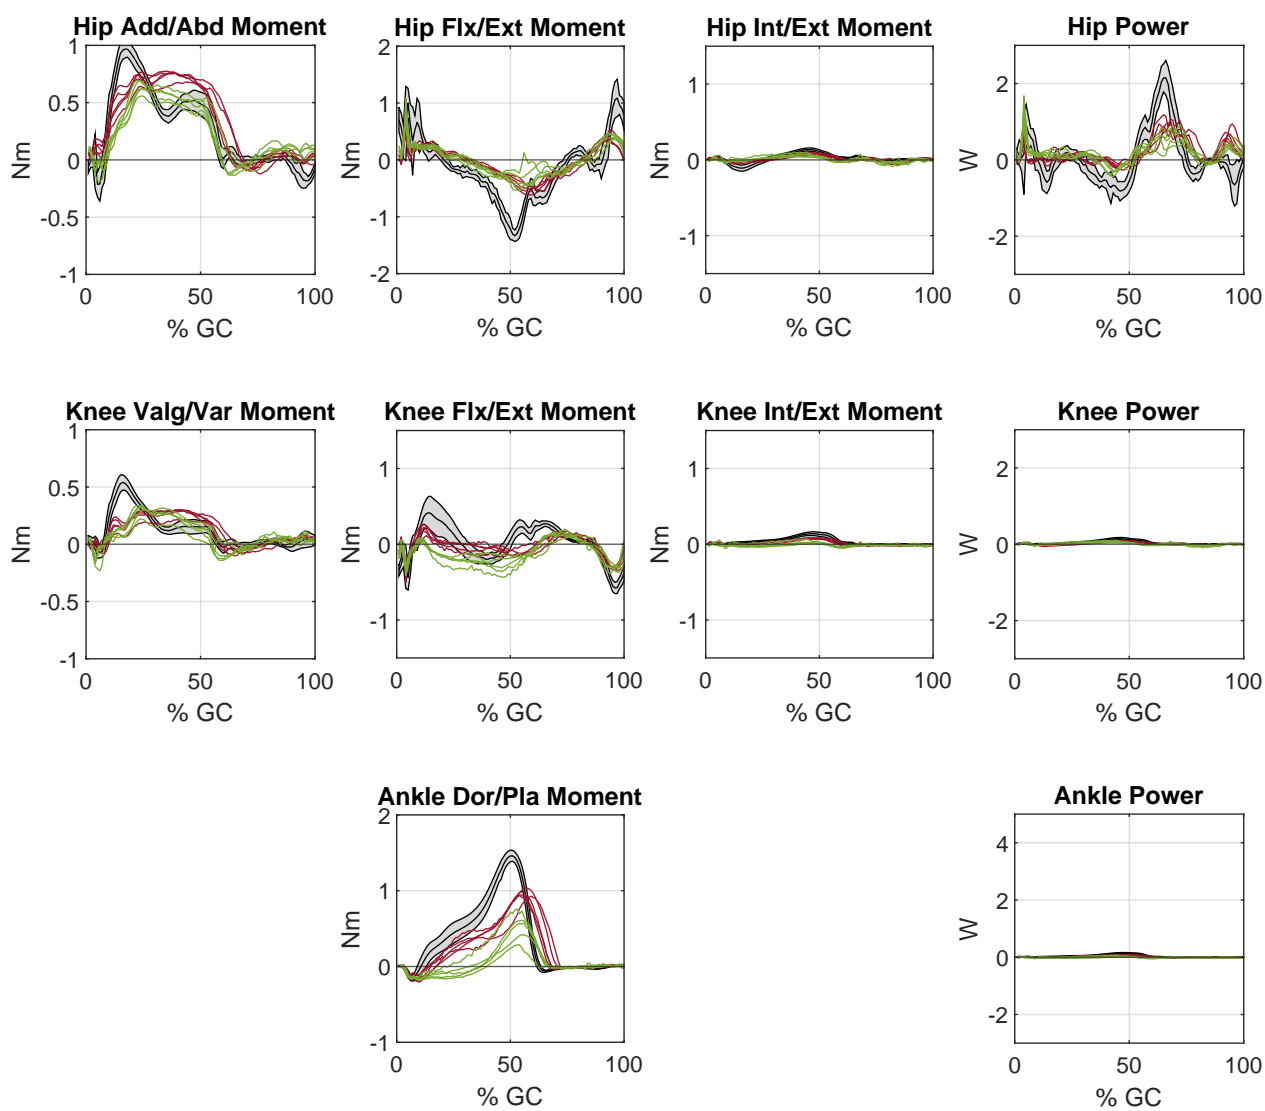 Hip Add/Abd Moment
1
0.5
0
-0.5
-1
Nm
0 50 100
% GC
Hip Flx/Ext Moment
2
1
0
-1
-2
Nm
0 50 100
% GC
Hip Int/Ext Moment
1
0
-1
Nm
0 50 100
% GC
Hip Power
2
0
-2
W
0 50 100
% GC
Knee Valg/Var Moment
1
0.5
0
-0.5
-1
Nm
0 50 100
% GC
Knee Flx/Ext Moment
1
0
-1
Nm
0 50 100
% GC
Knee Int/Ext Moment
1
0
-1
Nm
0 50 100
% GC
Knee Power
2
0
-2
W
0 50 100
% GC
Ankle Dor/Pla Moment
2
1
0
-1
Nm
0 50 100
% GC
Ankle Power
4
2
0
-2
W
0 50 100
% GC